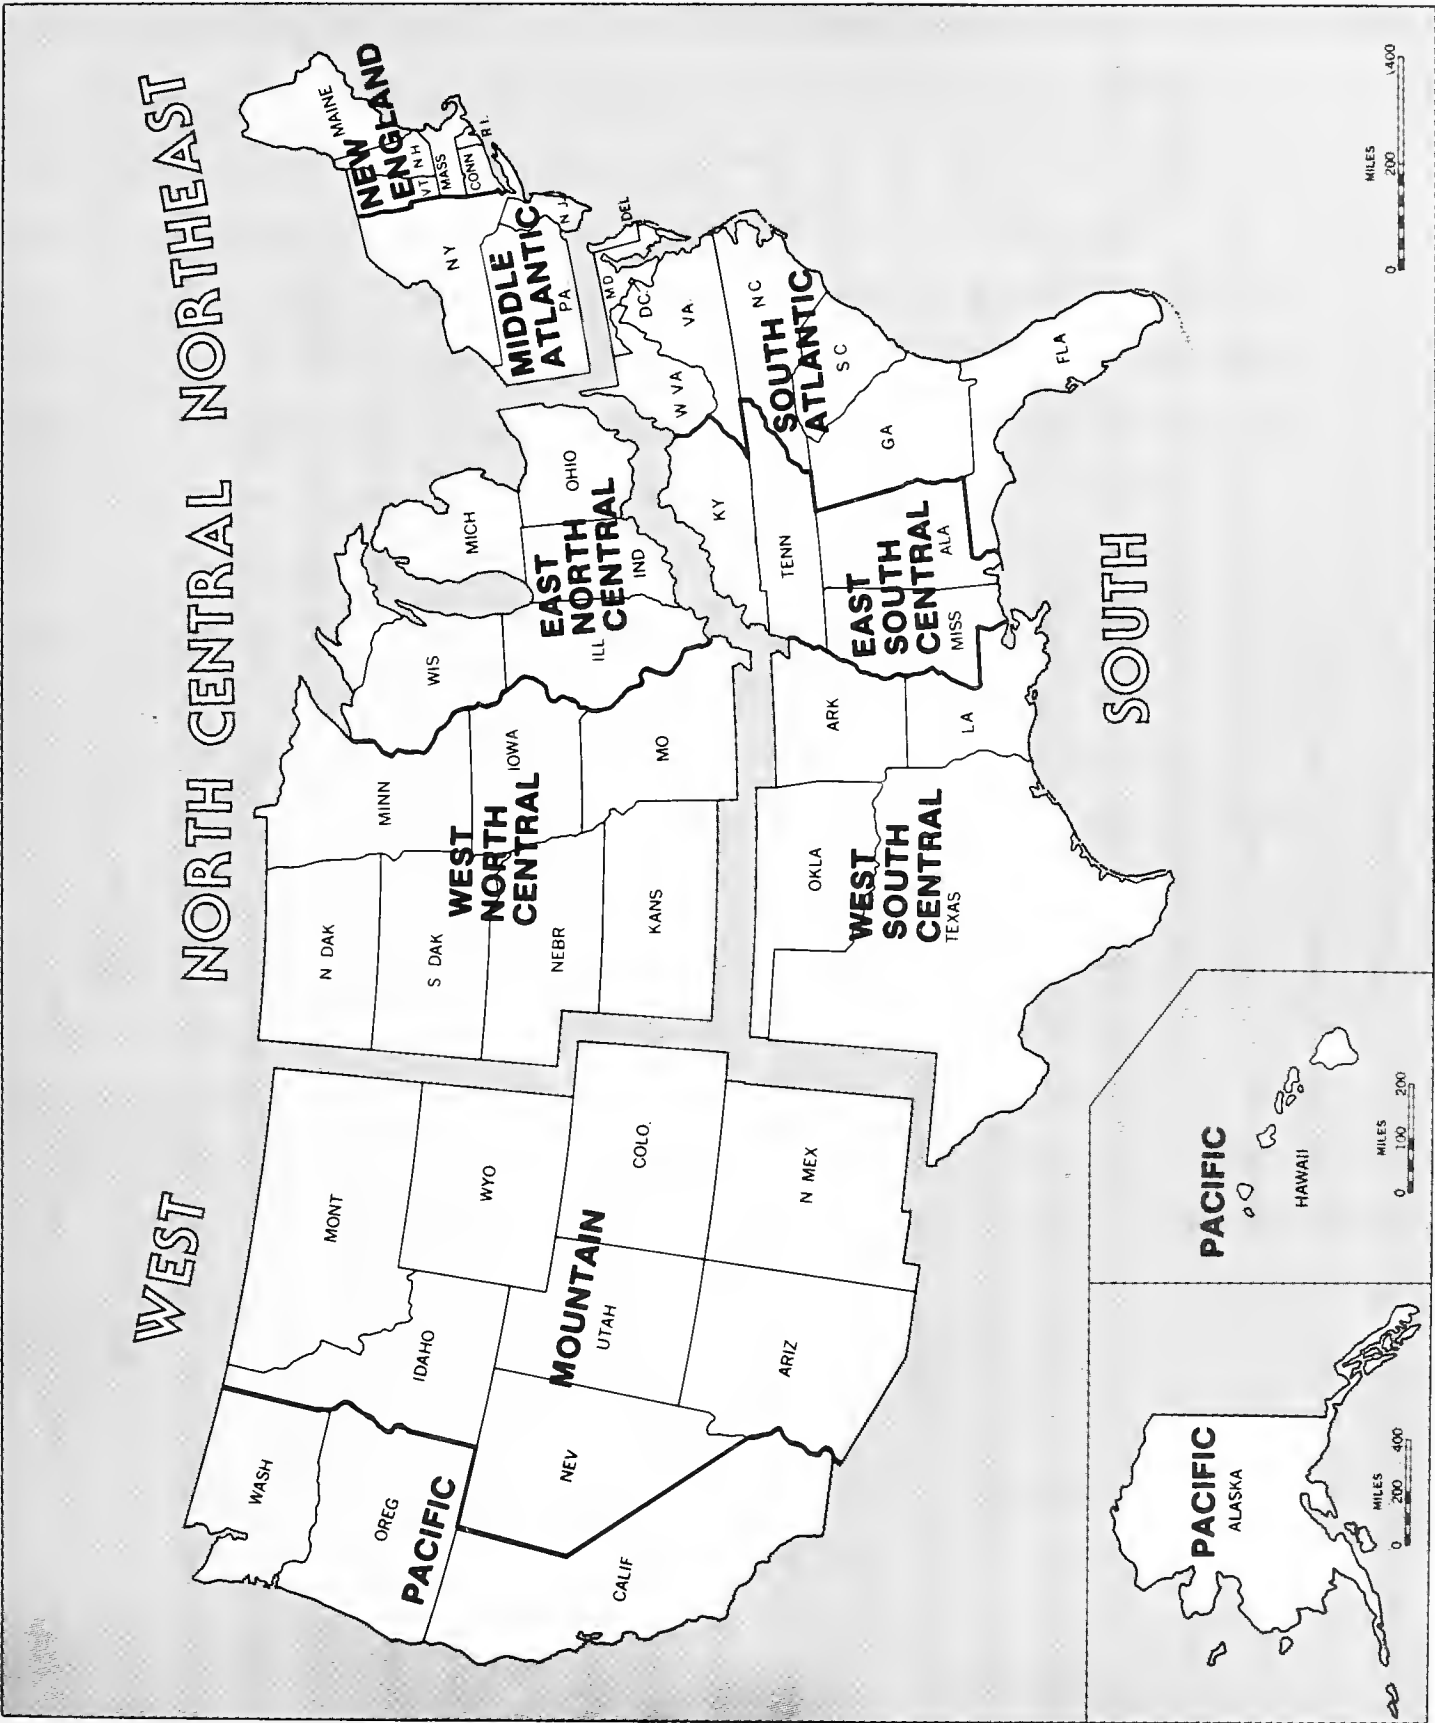 WEST
NORTH CENTRAL
NORTHEAST
SOUTH
PACIFIC
WASH
OREG
CALIF
MOUNTAIN
MONT
IDAHO
WYO
NEV
UTAH
COLO.
ARIZ
N MEX
WEST
NORTH
CENTRAL
N DAK
S DAK
NEBR
KANS
MINN
IOWA
MO
EAST
NORTH
CENTRAL
WIS
MICH
ILL
IND
OHIO
NEW
ENGLAND
MAINE
VT
N H
MASS
CONN
R I.
MIDDLE
ATLANTIC
NY
PA
N J.
WEST
SOUTH
CENTRAL
OKLA
TEXAS
ARK
LA
EAST
SOUTH
CENTRAL
KY
TENN
MISS
ALA
SOUTH
ATLANTIC
DEL
MD
DC.
W VA
VA.
N C
S C
GA
FLA
PACIFIC
ALASKA
MILES
0 200 400
PACIFIC
HAWAII
MILES
0 100 200
MILES
0 200 400